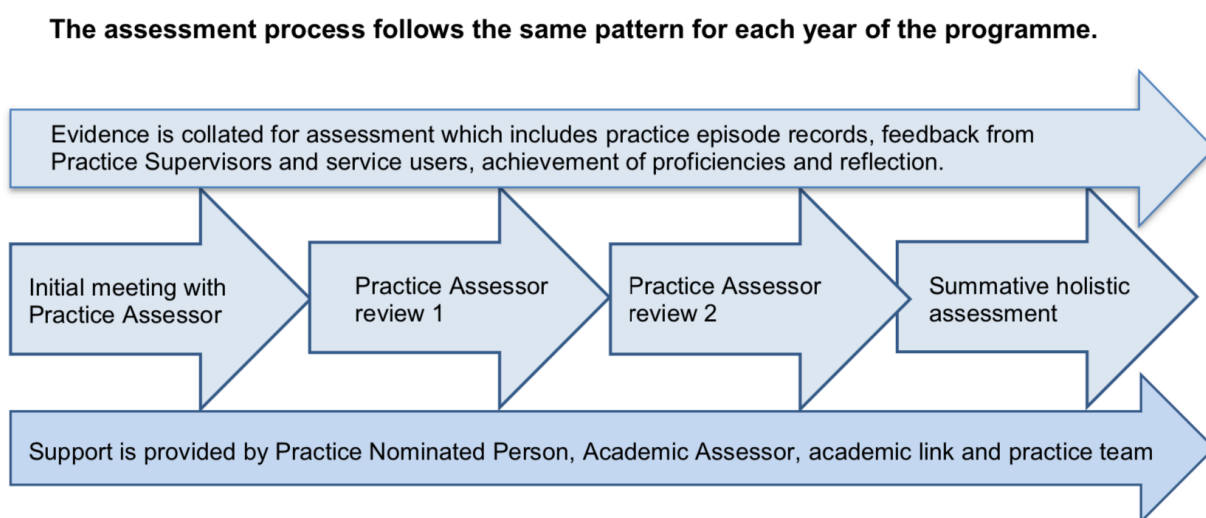 The assessment process follows the same pattern for each year of the programme.
Evidence is collated for assessment which includes practice episode records, feedback from
Practice Supervisors and service users, achievement of proficiencies and reflection.
Initial meeting with
Practice Assessor
Practice Assessor
review 1
Practice Assessor
review 2
Summative holistic
assessment
Support is provided by Practice Nominated Person, Academic Assessor, academic link and practice team